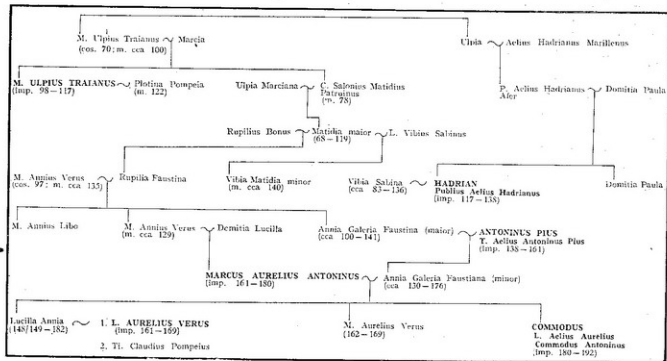 M. Ulpius Traianus ~ Marcia
(cos. 70; m. cca 100)
Ulpia ~ Aelius Hadrianus Marillenus
M. ULPIUS TRAIANUS ~ Plotina Pompeia
(Imp. 98—117) (m. 122)
Ulpia Marciana ~ C. Salonius Matidius
Patruinus
(m. 78)
P. Aelius Hadrianus ~ Domitia Paula
Afer
Rupilius Bonus ~ Matidia maior ~ L. Vibius Sabinus
(68—119)
M. Annius Verus ~ Rupilia Faustina
(cos. 97; m. cca 135)
Vibia Matidia minor
(m. cca 140)
Vibia Sabina ~ HADRIAN
(cca 83—136) Publius Aelius Hadrianus
(imp. 117—138)
Domitia Paula
M. Annius Libo
M. Annius Verus ~ Domitia Lucilla
(m. cca 129)
Annia Galeria Faustina (maior) ~ ANTONINUS PIUS
(cca 100—141) T. Aelius Antoninus Pius
(Imp. 138—161)
MARCUS AURELIUS ANTONINUS ~ Annia Galeria Faustiana (minor)
(imp. 161—180) (cca 130—176)
Lucilla Annia ~ 1. L. AURELIUS VERUS
(148/149—182) (imp. 161—169)
2. Ti. Claudius Pompeius
M. Aurelius Verus
(162—169)
COMMODUS
L. Aelius Aurelius
Commodus Antoninus
(Imp. 180—192)